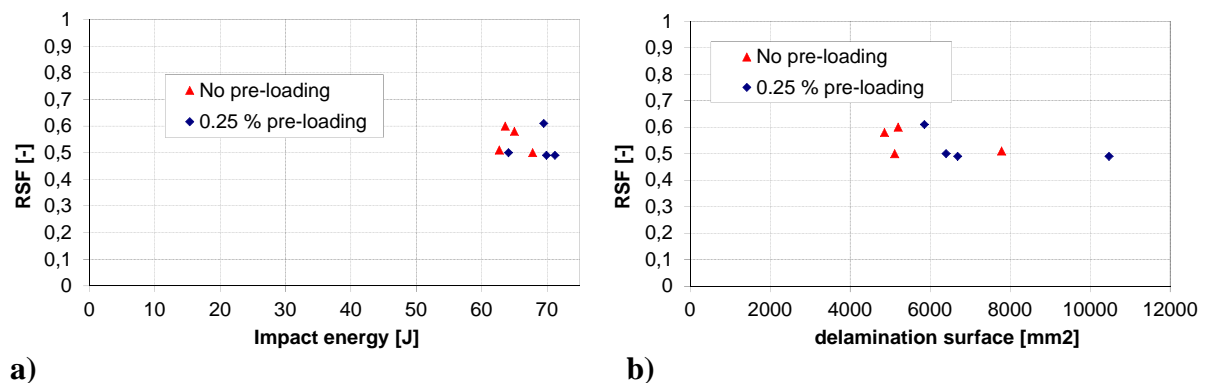 1
0,9
0,8
0,7
0,6
0,5
0,4
0,3
0,2
0,1
0
RSF [-]
No pre-loading
0.25 % pre-loading
0 10 20 30 40 50 60 70
Impact energy [J]
a)
1
0,9
0,8
0,7
0,6
0,5
0,4
0,3
0,2
0,1
0
RSF [-]
No pre-loading
0.25 % pre-loading
0 2000 4000 6000 8000 10000 12000
delamination surface [mm2]
b)